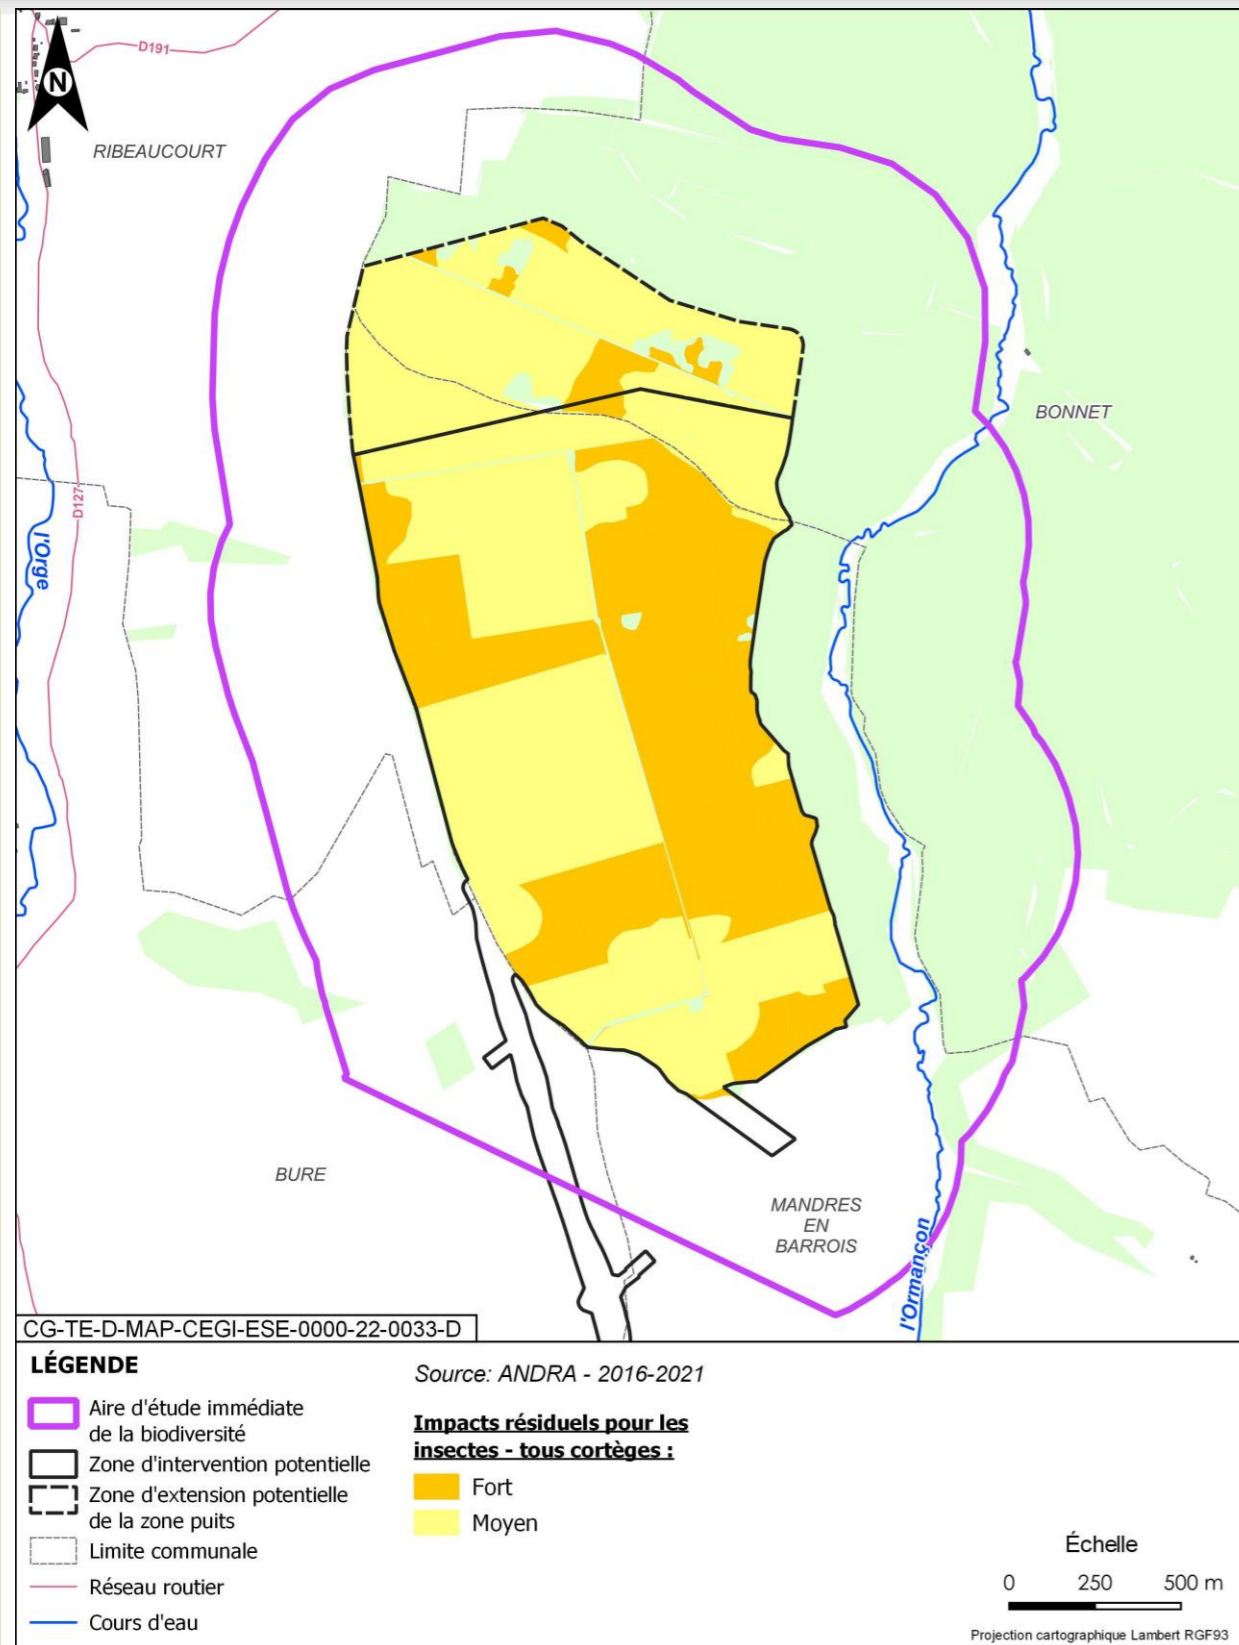 D191
N
RIBEAUCOURT
BONNET
D127
l'Orge
BURE
MANDRES
EN
BARROIS
l'Ormançon
CG-TE-D-MAP-CEGI-ESE-0000-22-0033-D
LÉGENDE
Aire d'étude immédiate
de la biodiversité
Zone d'intervention potentielle
Zone d'extension potentielle
de la zone puits
Limite communale
Réseau routier
Cours d'eau
Source: ANDRA - 2016-2021
Impacts résiduels pour les
insectes - tous cortèges :
Fort
Moyen
Échelle
0 250 500 m
Projection cartographique Lambert RGF93